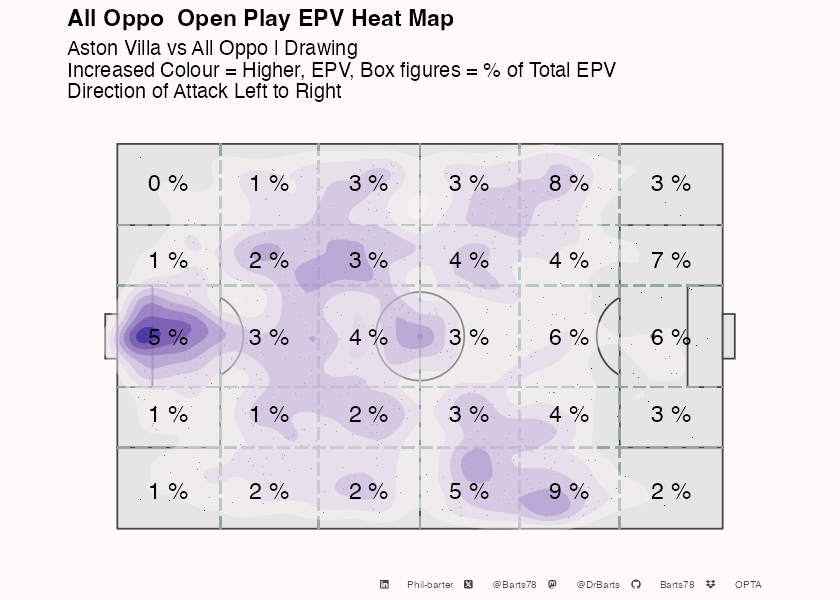 All Oppo  Open Play EPV Heat Map
Aston Villa vs All Oppo | Drawing
Increased Colour = Higher, EPV, Box figures = % of Total EPV
Direction of Attack Left to Right
0 % 1 % 3 % 3 % 8 % 3 %
1 % 2 % 3 % 4 % 4 % 7 %
5 % 3 % 4 % 3 % 6 % 6 %
1 % 1 % 2 % 3 % 4 % 3 %
1 % 2 % 2 % 5 % 9 % 2 %
Phil-barter @Barts78 @DrBarts Barts78 OPTA